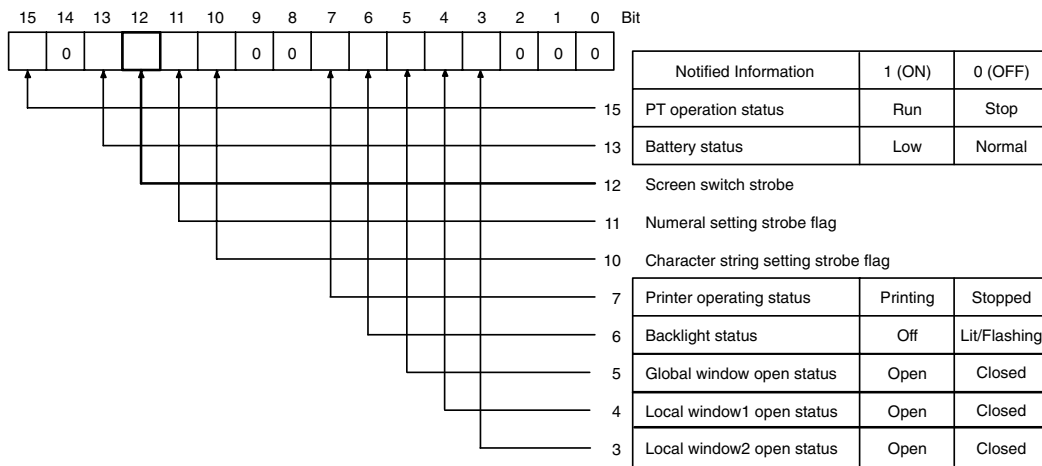 15 14 13 12 11 10 9 8 7 6 5 4 3 2 1 0 Bit
0 0 0 0 0 0
Notified Information 1 (ON) 0 (OFF)
15 PT operation status Run Stop
13 Battery status Low Normal
12 Screen switch strobe
11 Numeral setting strobe flag
10 Character string setting strobe flag
7 Printer operating status Printing Stopped
6 Backlight status Off Lit/Flashing
5 Global window open status Open Closed
4 Local window1 open status Open Closed
3 Local window2 open status Open Closed